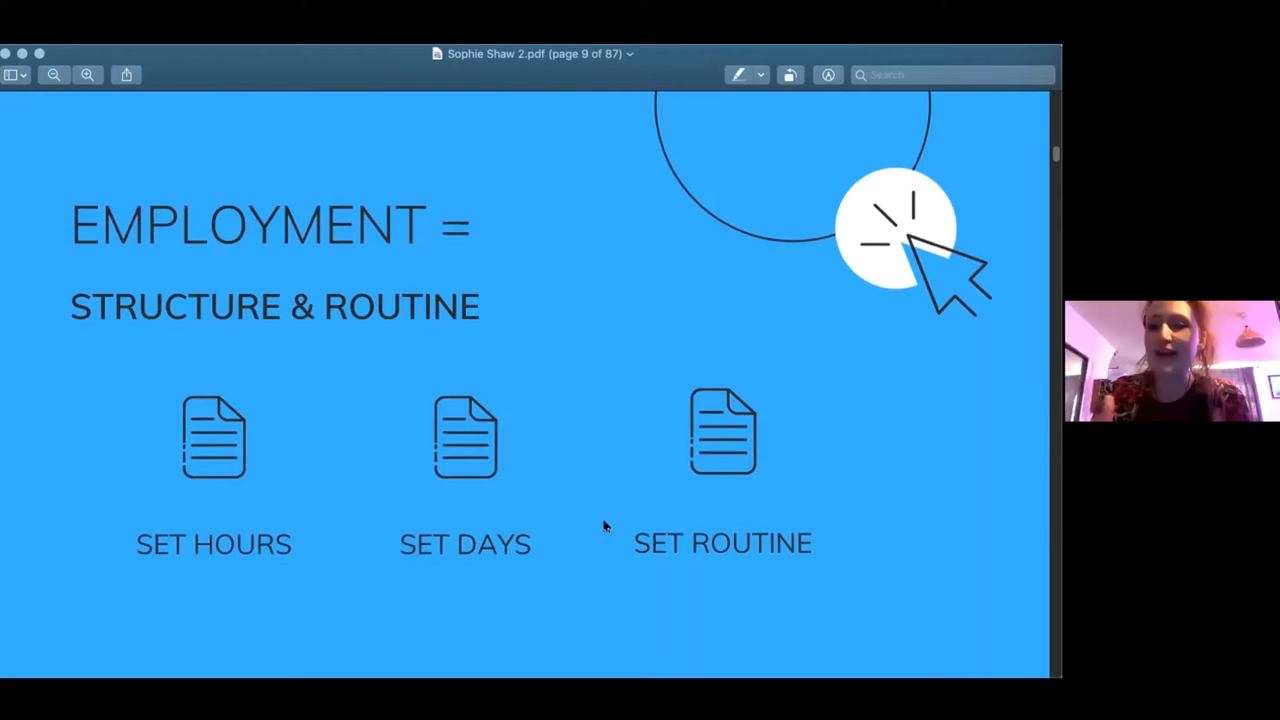 Sophie Shaw 2.pdf (page 9 of 87)
Search
EMPLOYMENT =
STRUCTURE & ROUTINE
SET HOURS
SET DAYS
SET ROUTINE